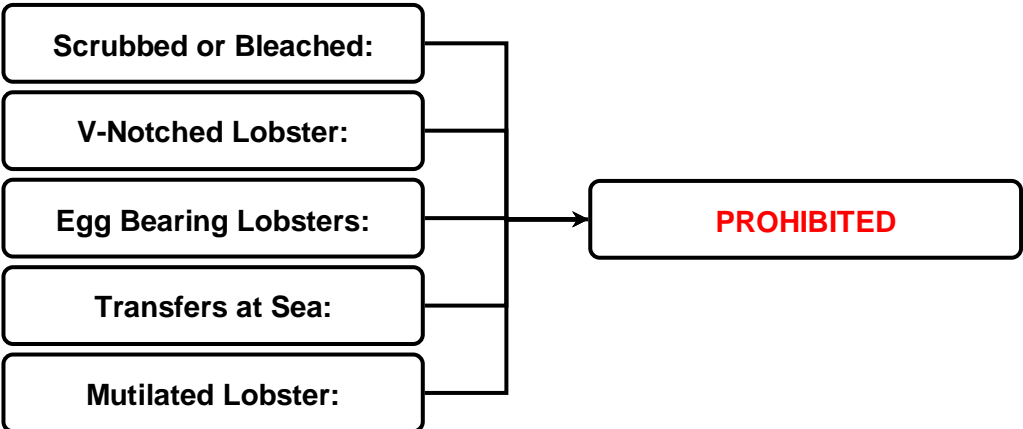 Scrubbed or Bleached:
V-Notched Lobster:
Egg Bearing Lobsters:
Transfers at Sea:
Mutilated Lobster:
PROHIBITED